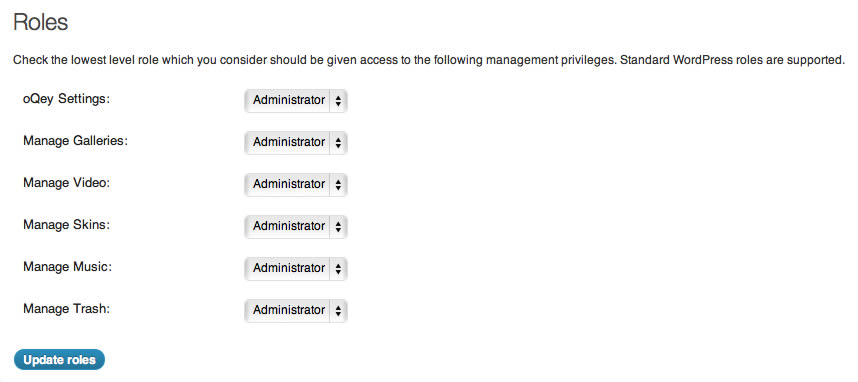 Roles
Check the lowest level role which you consider should be given access to the following management privileges. Standard WordPress roles are supported.
oQey Settings: Administrator
Manage Galleries: Administrator
Manage Video: Administrator
Manage Skins: Administrator
Manage Music: Administrator
Manage Trash: Administrator
Update roles